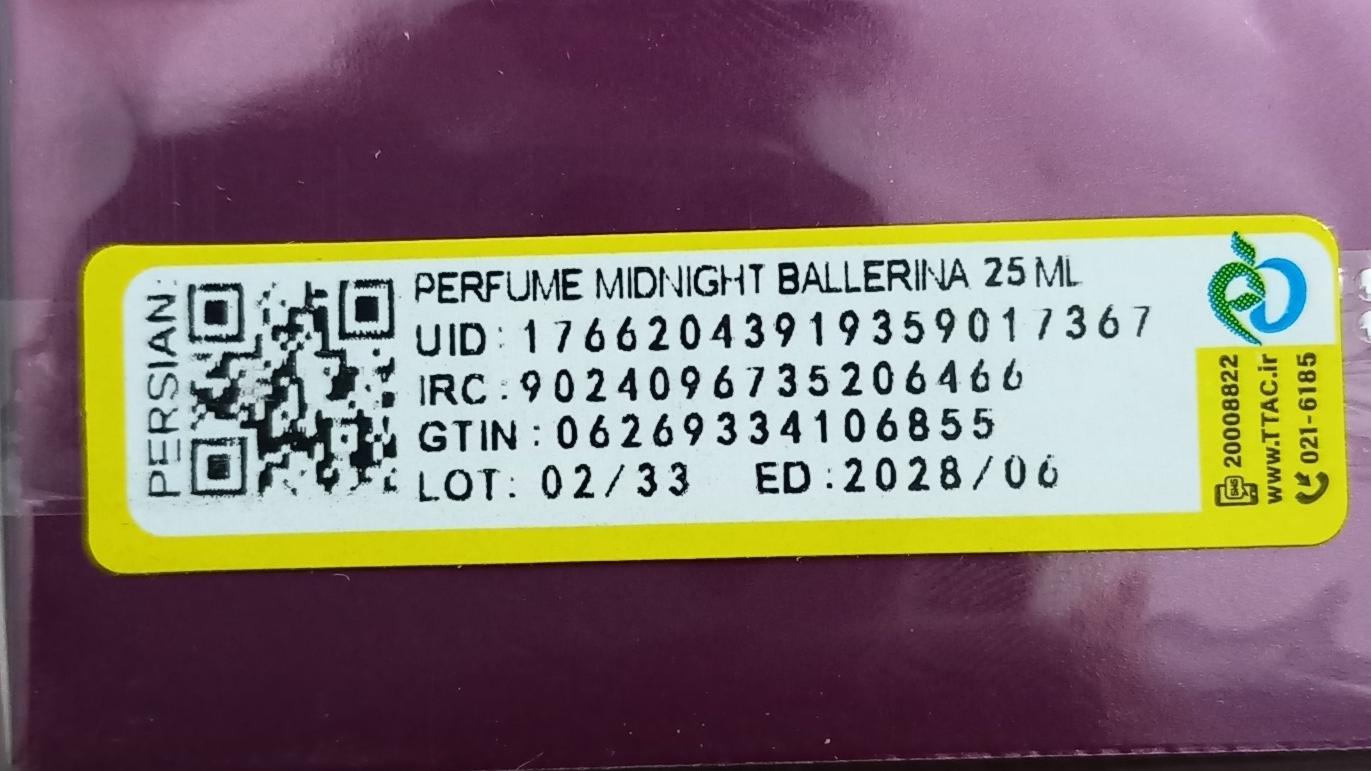 PERSIAN
PERFUME MIDNIGHT BALLERINA 25 ML
UID: 17662043919359017367
IRC: 9024096735206466
GTIN: 06269334106855
LOT: 02/33 ED: 2028/06
SMS 20008822
www.TTAC.ir
021-6185